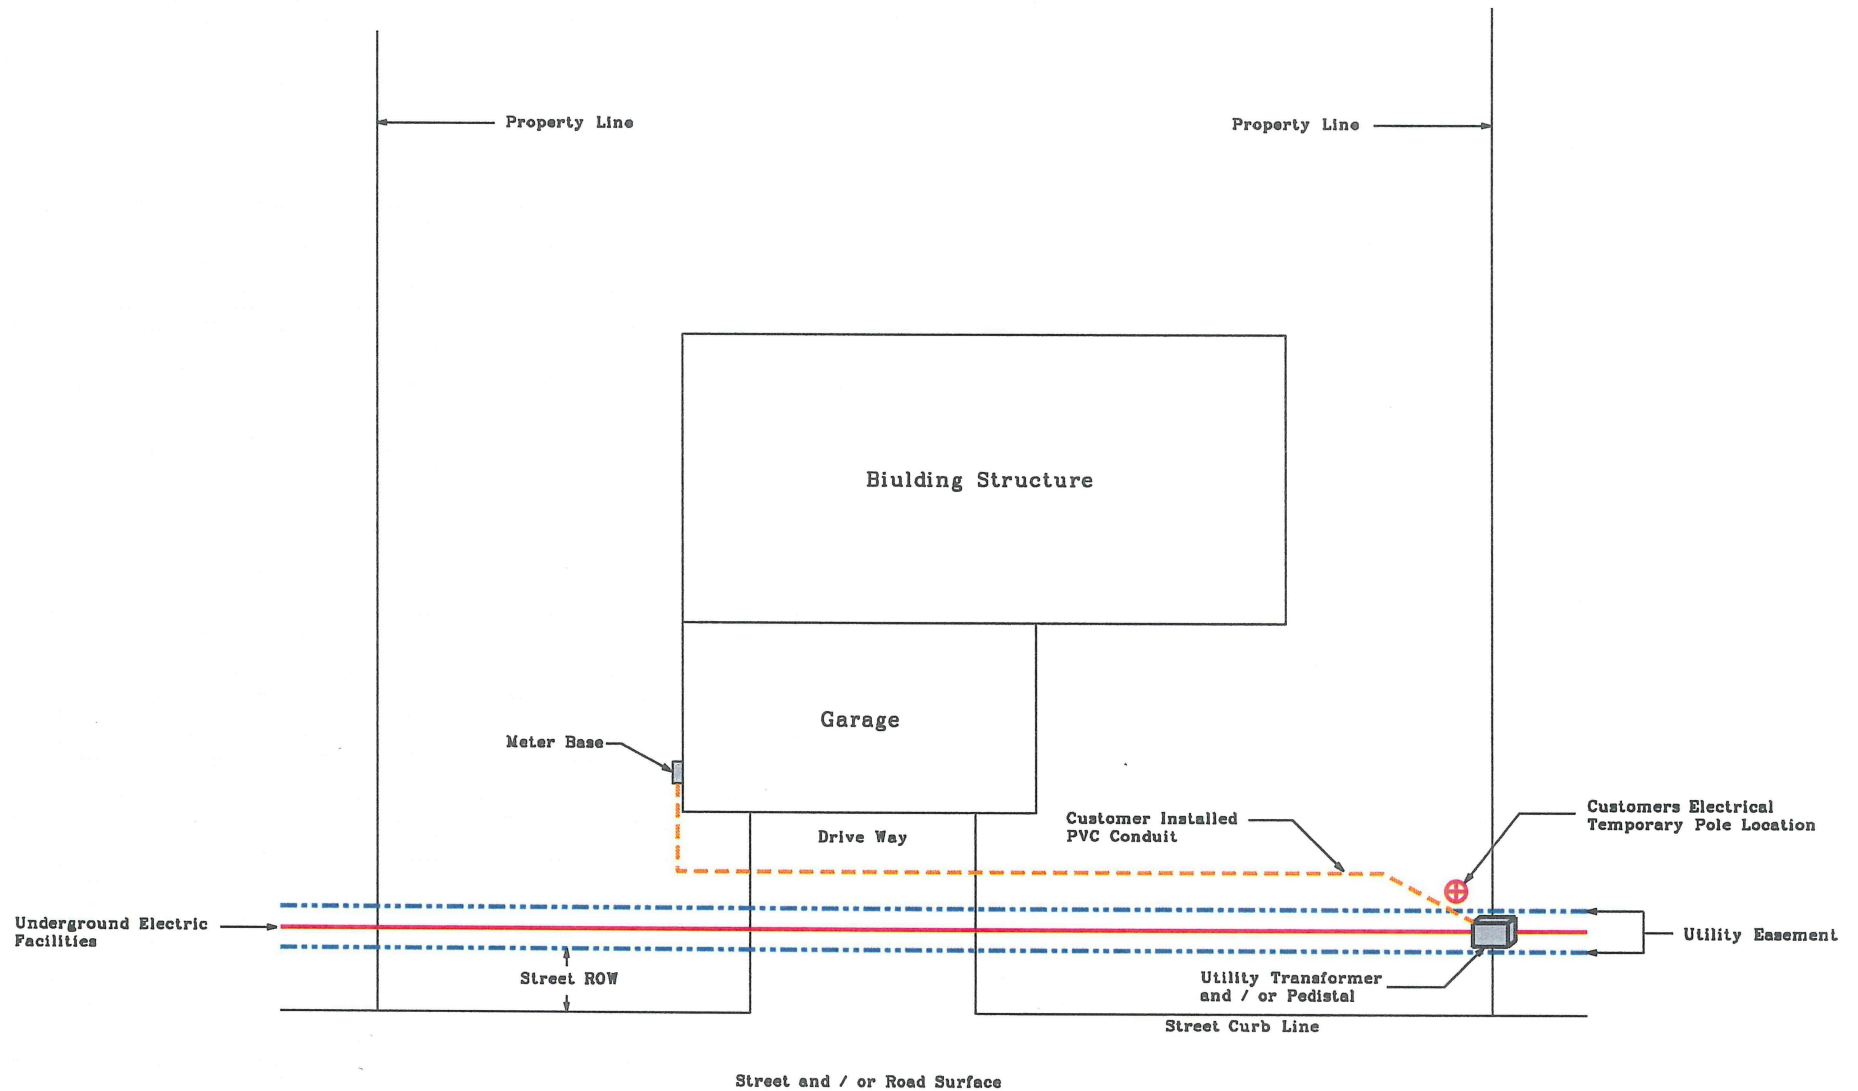 Property Line
Property Line
Biulding Structure
Garage
Meter Base
Customer Installed
PVC Conduit
Customers Electrical
Temporary Pole Location
Drive Way
Underground Electric
Facilities
Utility Easement
Street ROW
Utility Transformer
and / or Pedistal
Street Curb Line
Street and / or Road Surface